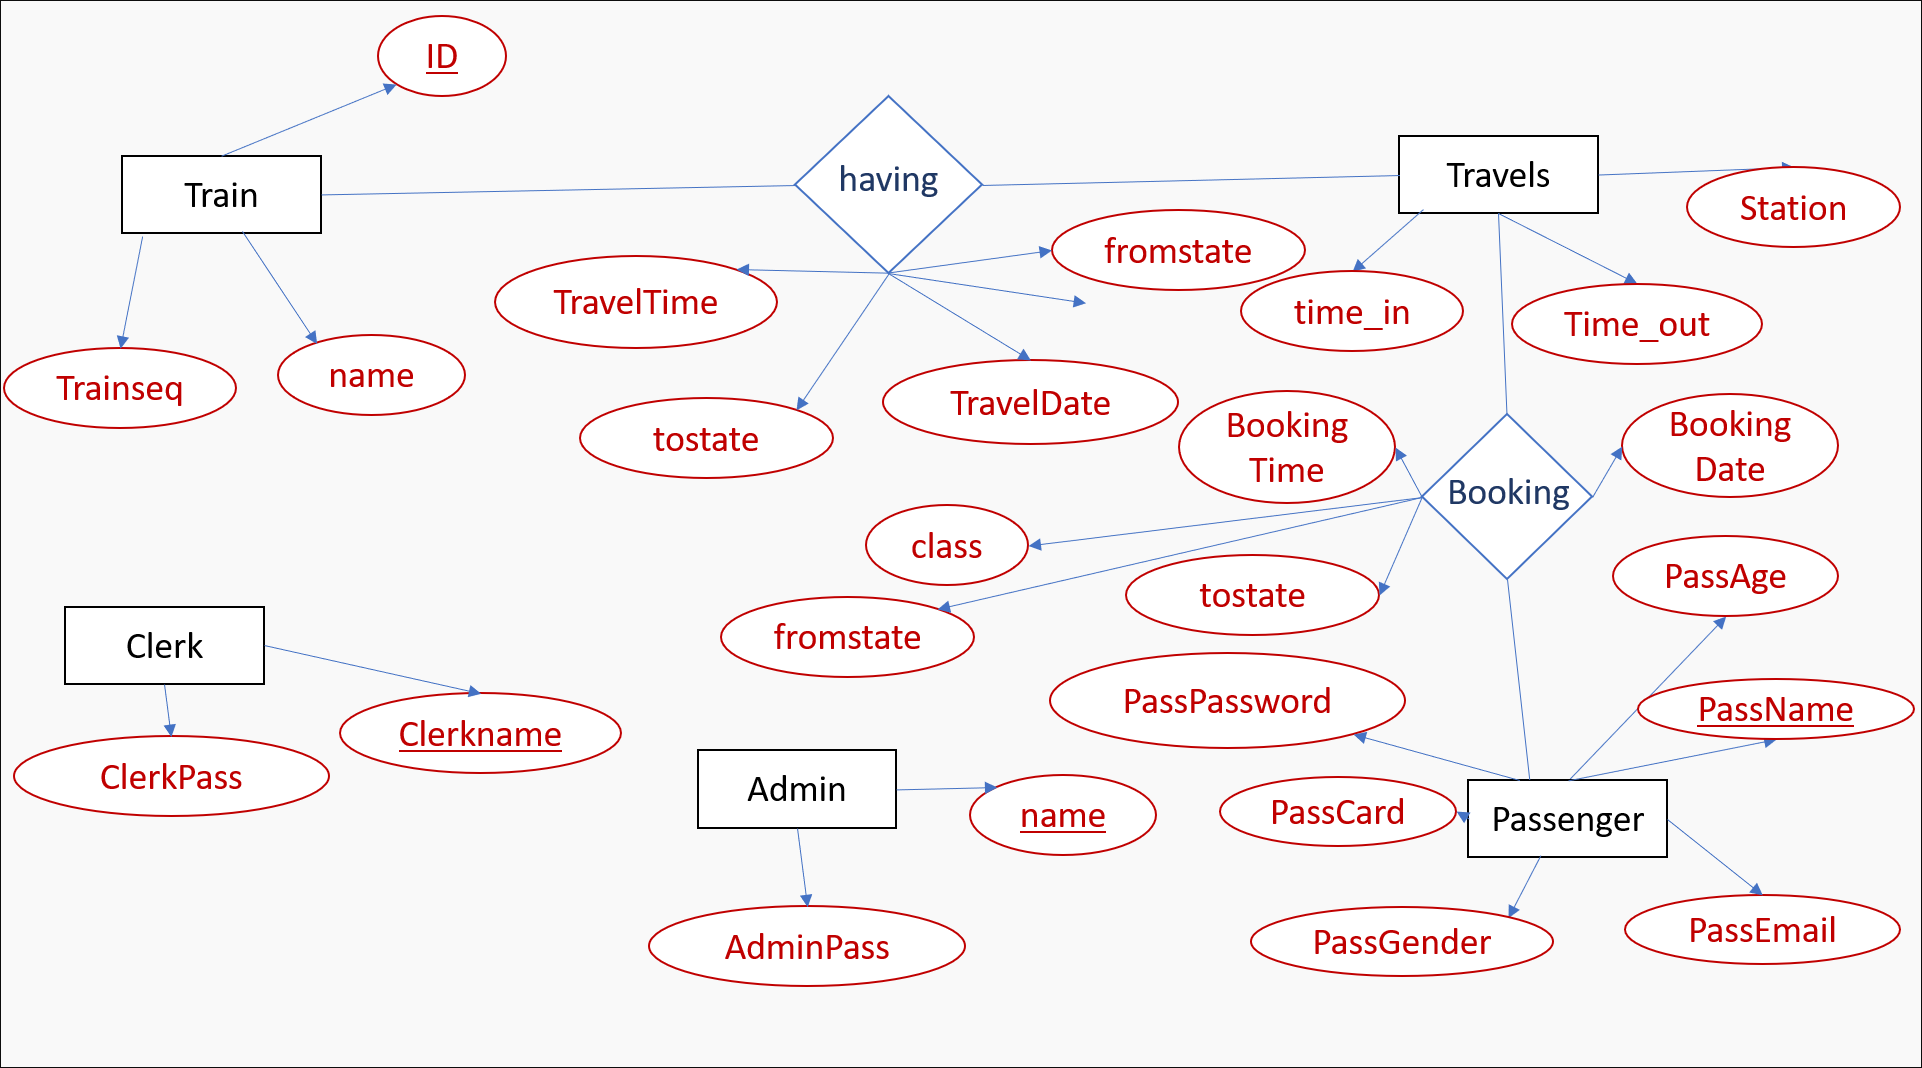 ID
Train
having
Travels
Station
fromstate
TravelTime
time_in
Time_out
Trainseq
name
tostate
TravelDate
Booking
Time
Booking
Date
Booking
class
tostate
PassAge
fromstate
Clerk
PassPassword
PassName
Clerkname
ClerkPass
Admin
name
PassCard
Passenger
AdminPass
PassGender
PassEmail